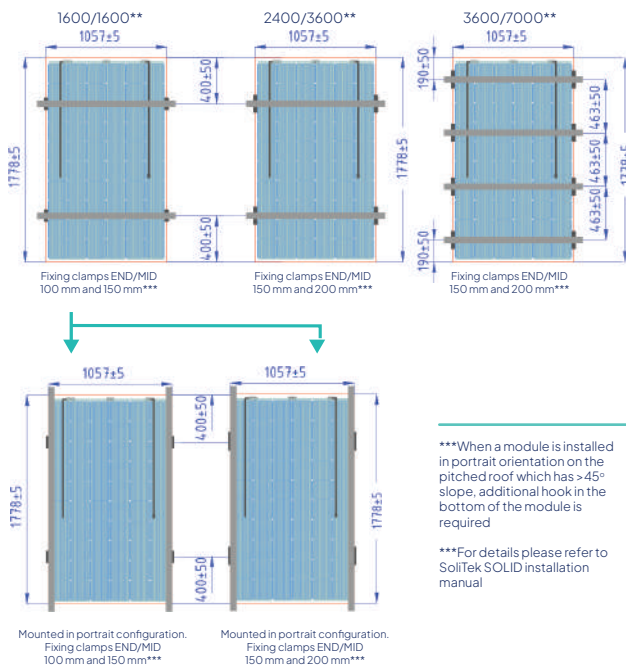 1600/1600**
2400/3600**
3600/7000**
1057±5
1057±5
1057±5
1778±5
400±50
400±50
1778±5
190±50
190±50
463±50
463±50
463±50
1778±5
Fixing clamps END/MID
100 mm and 150 mm***
Fixing clamps END/MID
150 mm and 200 mm***
Fixing clamps END/MID
150 mm and 200 mm***
1057±5
1057±5
1778±5
400±50
400±50
1778±5
Mounted in portrait configuration.
Fixing clamps END/MID
100 mm and 150 mm***
Mounted in portrait configuration.
Fixing clamps END/MID
150 mm and 200 mm***
***When a module is installed
in portrait orientation on the
pitched roof which has >45°
slope, additional hook in the
bottom of the module is
required
***For details please refer to
SoliTek SOLID installation
manual